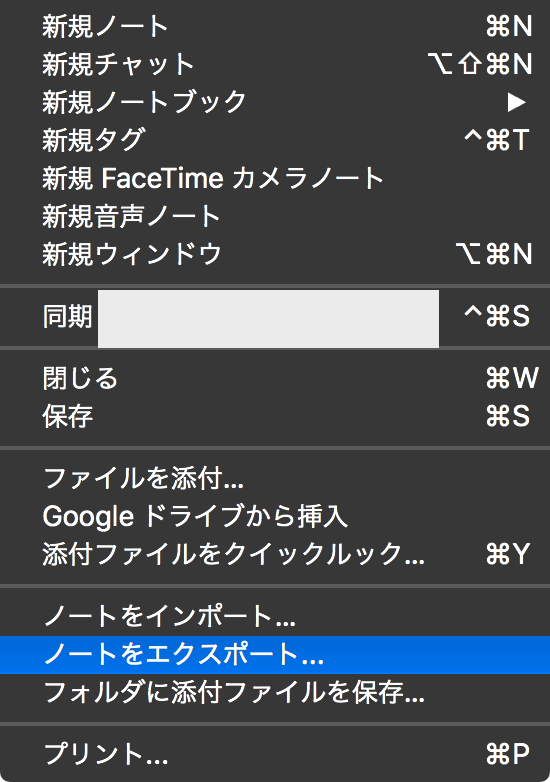 新規ノート ⌘N
新規チャット ⌥⇧⌘N
新規ノートブック ▶
新規タグ ^⌘T
新規 FaceTime カメラノート
新規音声ノート
新規ウィンドウ ⌥⌘N
同期 ^⌘S
閉じる ⌘W
保存 ⌘S
ファイルを添付...
Google ドライブから挿入
添付ファイルをクイックルック... ⌘Y
ノートをインポート...
ノートをエクスポート...
フォルダに添付ファイルを保存...
プリント... ⌘P